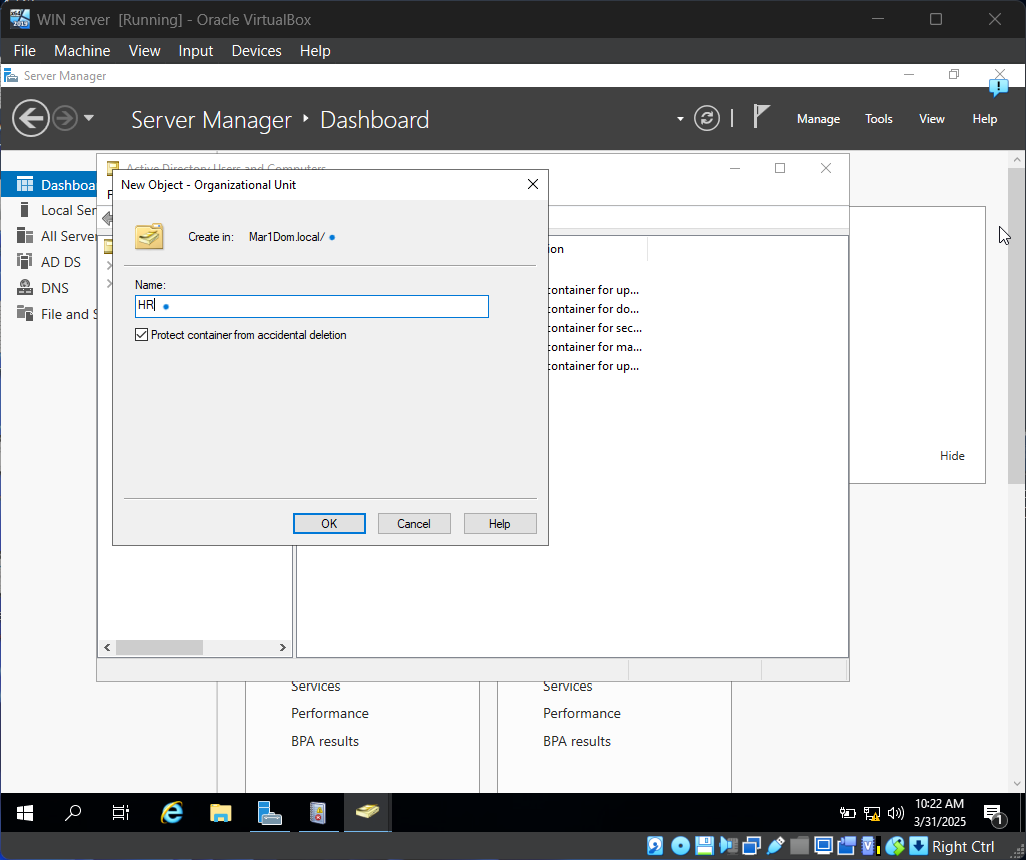 WIN server [Running] - Oracle VirtualBox
File Machine View Input Devices Help
Server Manager
Server Manager Dashboard
Manage Tools View Help
Active Directory Users and Computers
New Object - Organizational Unit
Dashboa
Local Ser
All Server
AD DS
DNS
File and S
Create in: Mar1Dom.local/
Name:
HR
Protect container from accidental deletion
OK Cancel Help
ion
container for up...
container for do...
container for sec...
container for ma...
container for up...
Hide
Services
Performance
BPA results
Services
Performance
BPA results
10:22 AM
3/31/2025
1
Right Ctrl